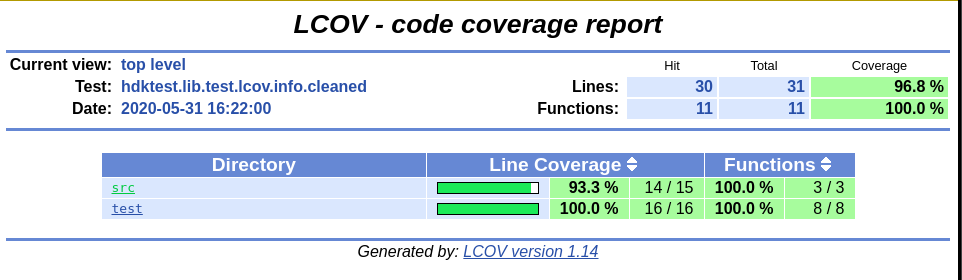 LCOV - code coverage report
Current view: top level Hit Total Coverage
Test: hdktest.lib.test.lcov.info.cleaned Lines: 30 31 96.8 %
Date: 2020-05-31 16:22:00 Functions: 11 11 100.0 %
Directory Line Coverage Functions
src 93.3 % 14 / 15 100.0 % 3 / 3
test 100.0 % 16 / 16 100.0 % 8 / 8
Generated by: LCOV version 1.14